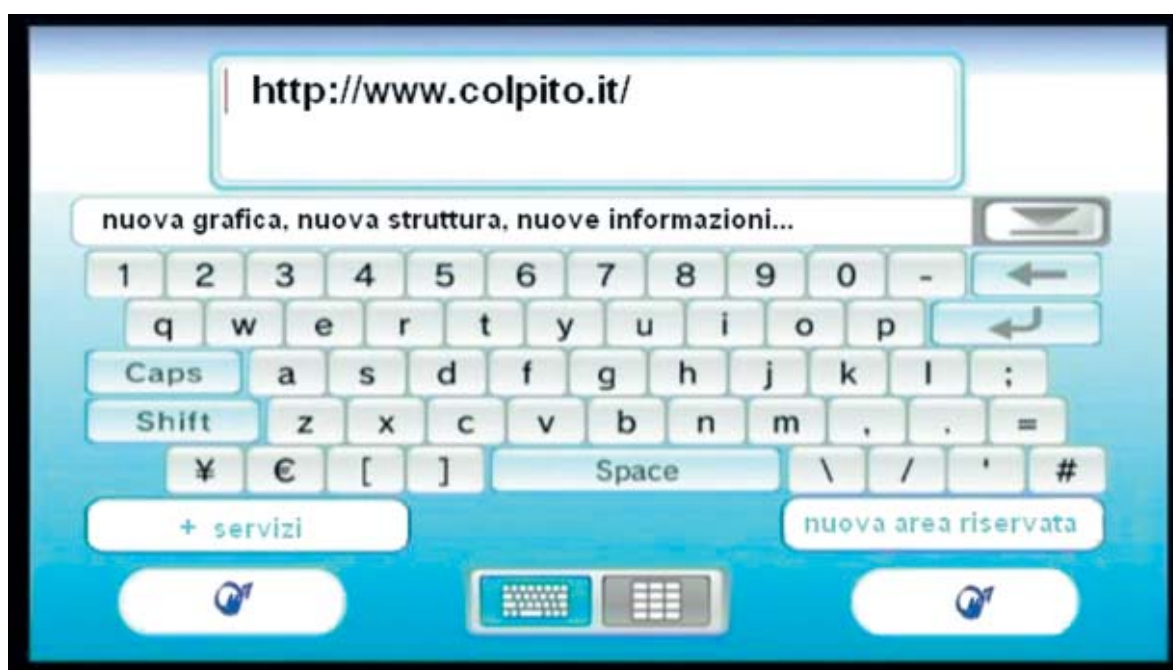 http://www.colpito.it/
nuova grafica, nuova struttura, nuove informazioni...
1 2 3 4 5 6 7 8 9 0 -
q w e r t y u i o p
Caps a s d f g h j k l ;
Shift z x c v b n m , . =
¥ € [ ] Space \ / ' #
+ servizi nuova area riservata